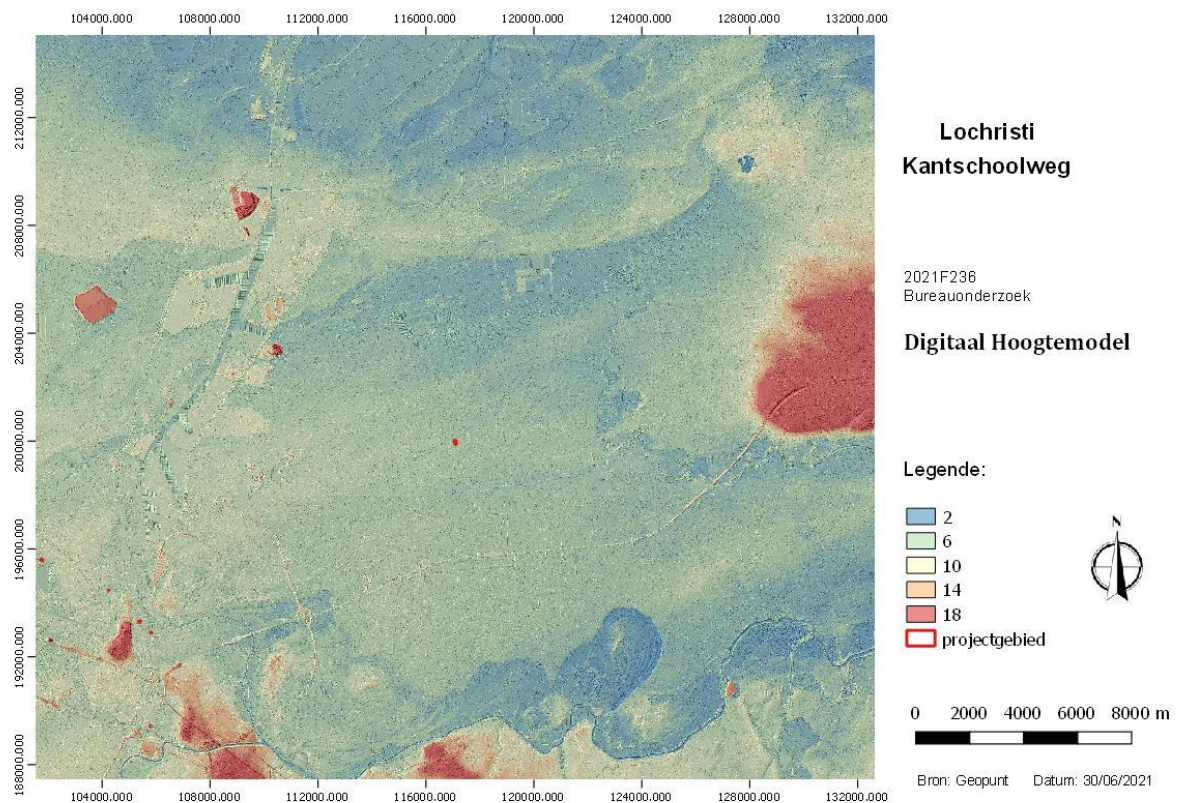 104000.000 108000.000 112000.000 116000.000 120000.000 124000.000 128000.000 132000.000
212000.000
208000.000
204000.000
200000.000
196000.000
192000.000
188000.000
104000.000 108000.000 112000.000 116000.000 120000.000 124000.000 128000.000 132000.000
Lochristi
Kantschoolweg
2021F236
Bureauonderzoek
Digitaal Hoogtemodel
Legende:
2
6
10
14
18
projectgebied
N
0 2000 4000 6000 8000 m
Bron: Geopunt Datum: 30/06/2021